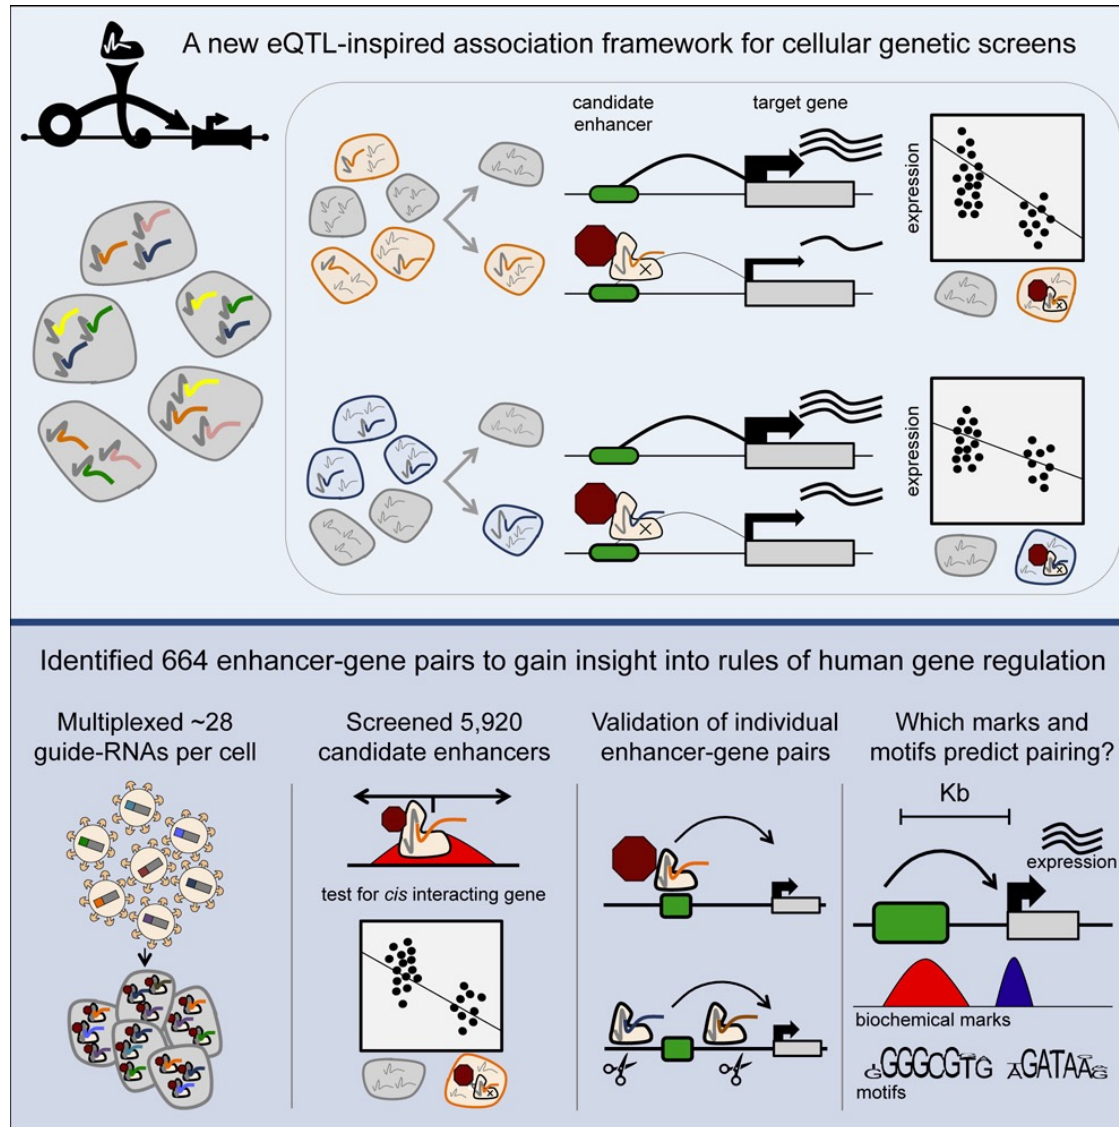 A new eQTL-inspired association framework for cellular genetic screens
candidate
enhancer
target gene
expression
expression
Identified 664 enhancer-gene pairs to gain insight into rules of human gene regulation
Multiplexed ~28
guide-RNAs per cell
Screened 5,920
candidate enhancers
test for cis interacting gene
Validation of individual
enhancer-gene pairs
Which marks and
motifs predict pairing?
Kb
expression
biochemical marks
GGGCGTG
GATAA
motifs